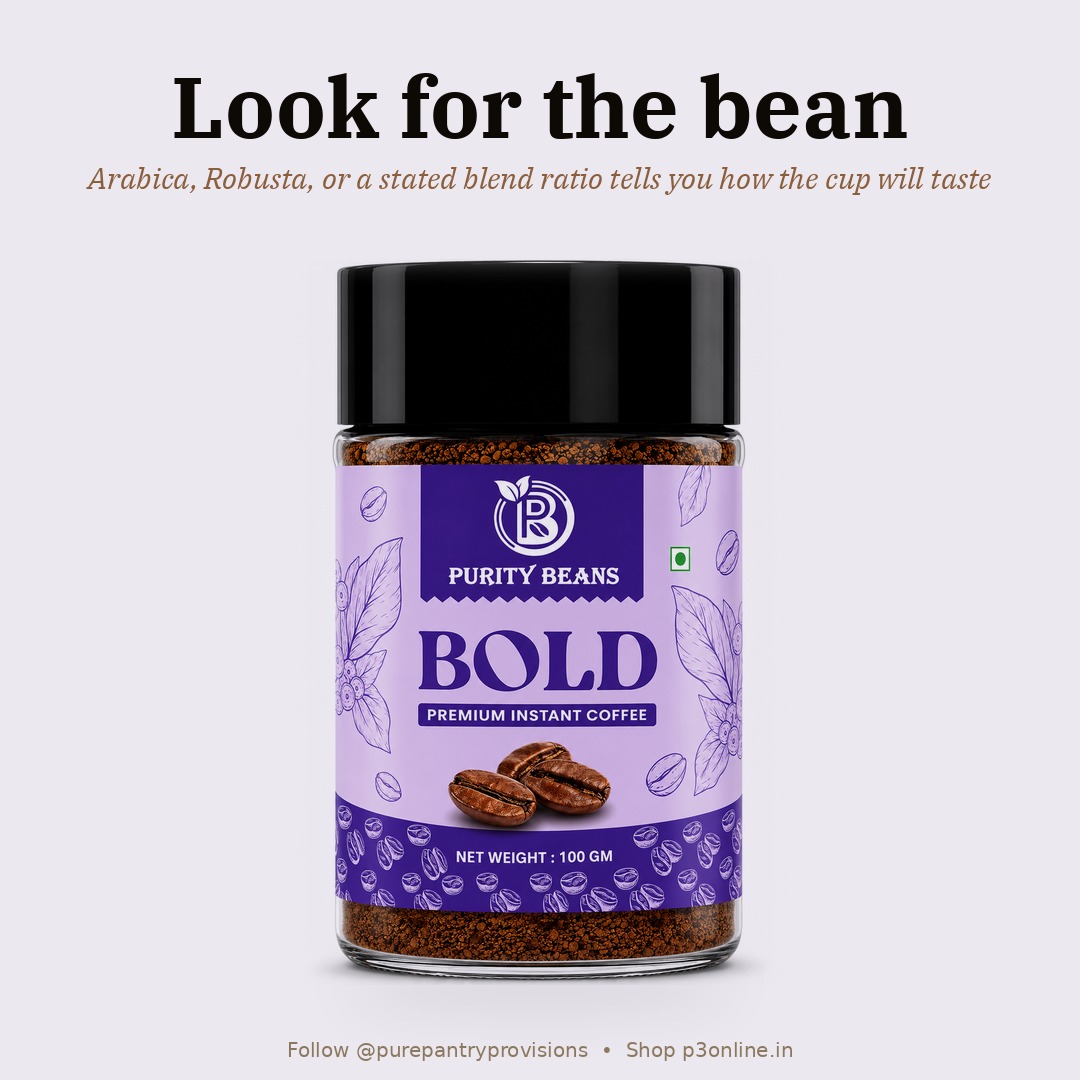 Look for the bean
Arabica, Robusta, or a stated blend ratio tells you how the cup will taste
PURITY BEANS
BOLD
PREMIUM INSTANT COFFEE
NET WEIGHT : 100 GM
Follow @purepantryprovisions • Shop p3online.in